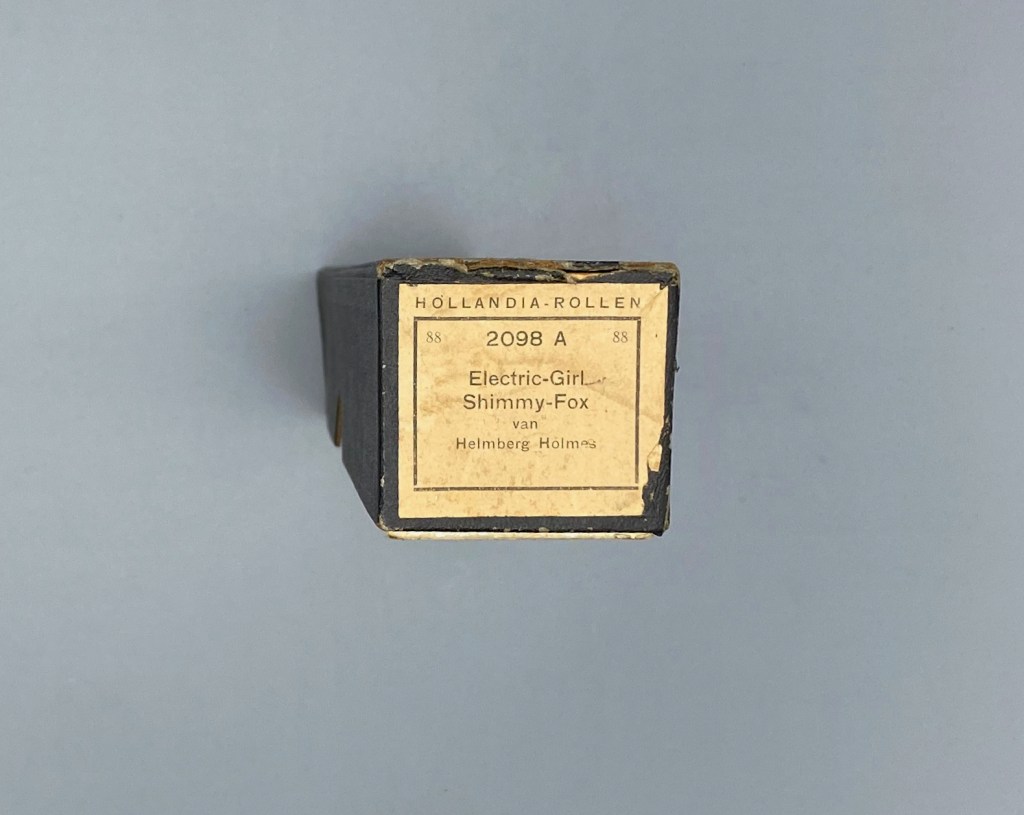 HOLLANDIA-ROLLEN
88 2098 A 88
Electric-Girl
Shimmy-Fox
van
Helmberg Holmes